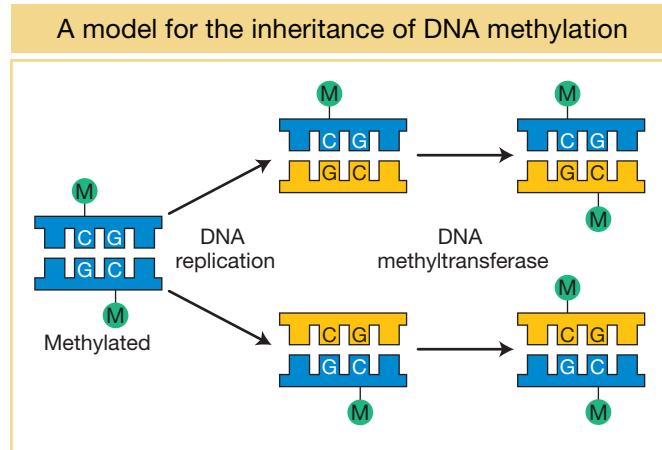 A model for the inheritance of DNA methylation
M
M
C G
C G
G C
G C
M
M
C G
G C
DNA
replication
DNA
methyltransferase
M
M
Methylated
C G
C G
G C
G C
M
M